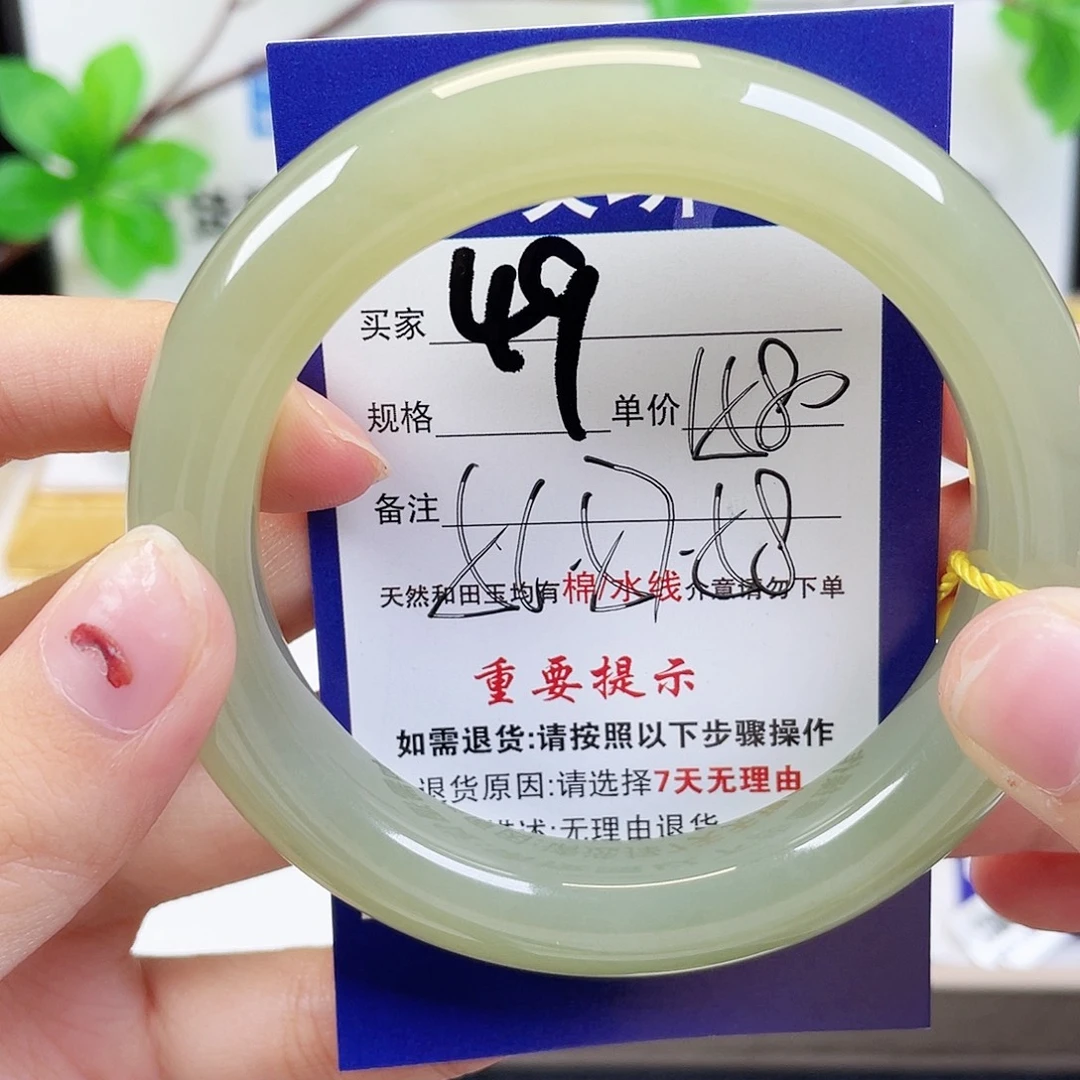 买家 49
规格 单价
备注
天然和田玉均有棉/水线介意请勿下单
重要提示
如需退货:请按照以下步骤操作
退货原因:请选择7天无理由
述:无理由退货